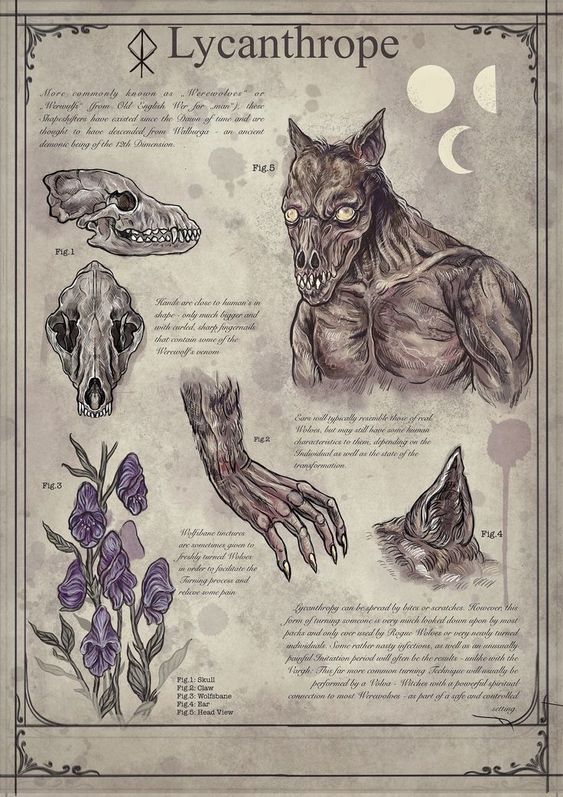 Lycanthrope
More commonly known as „Werewolves" or
„Werwulfs" (from Old English Wer for „man"), these
Shapeshifters have existed since the Dawn of time and are
thought to have descended from Walburga - an ancient
demonic being of the 12th Dimension.
Fig.5
Fig.1
Hands are close to human's in
shape - only much bigger and
with curled, sharp fingernails
that contain some of the
Werewolf's venom
Ears will typically resemble those of real
Wolves, but may still have some human
characteristics to them, depending on the
Individual as well as the state of the
transformation.
Fig.2
Fig.3
Fig.4
Wolfsbane tinctures
are sometimes given to
freshly turned Wolves
in order to facilitate the
Turning process and
relieve some pain
Lycanthropy can be spread by bites or scratches. However, this
form of turning someone is very much looked down upon by most
packs and only ever used by Rogue Wolves or very newly turned
individuals. Some rather nasty infections, as well as an unusually
painful Initiation period will often be the results - unlike with the
Vargh: This far more common turning Technique will usually be
performed by a Völva - Witches with a powerful spiritual
connection to most Werewolves - as part of a safe and controlled
setting.
Fig.1: Skull
Fig.2: Claw
Fig.3: Wolfsbane
Fig.4: Ear
Fig.5: Head View